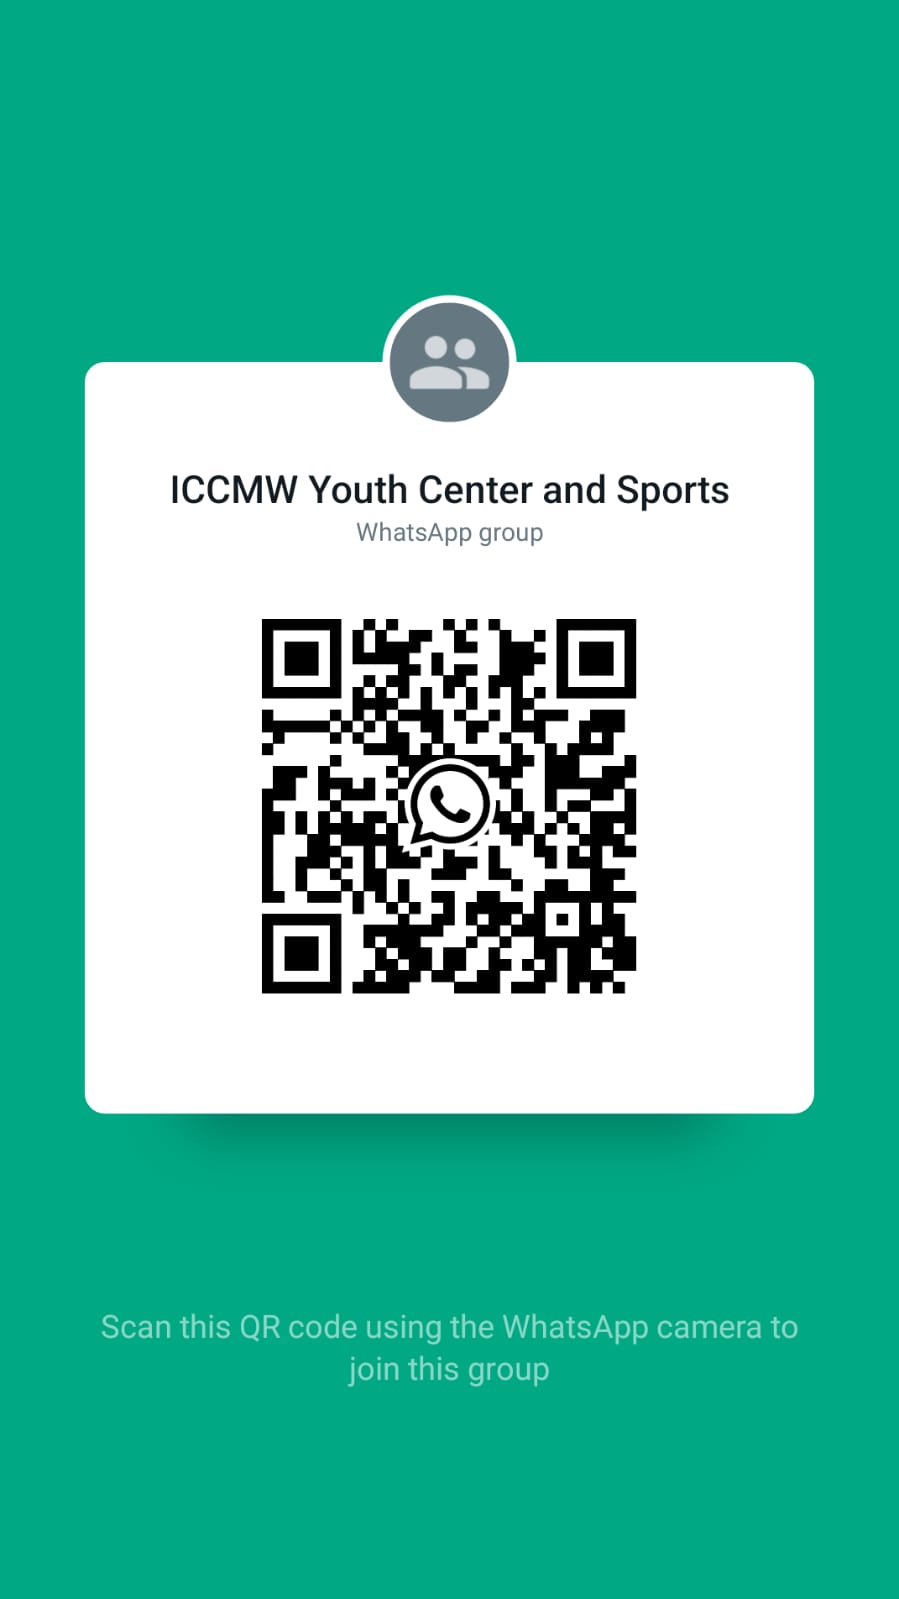 ICCMW Youth Center and Sports
WhatsApp group
Scan this QR code using the WhatsApp camera to
join this group